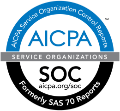 AICPA Service Organization Control Reports
AICPA
SERVICE ORGANIZATIONS
SOC
aicpa.org/soc
Formerly SAS 70 Reports